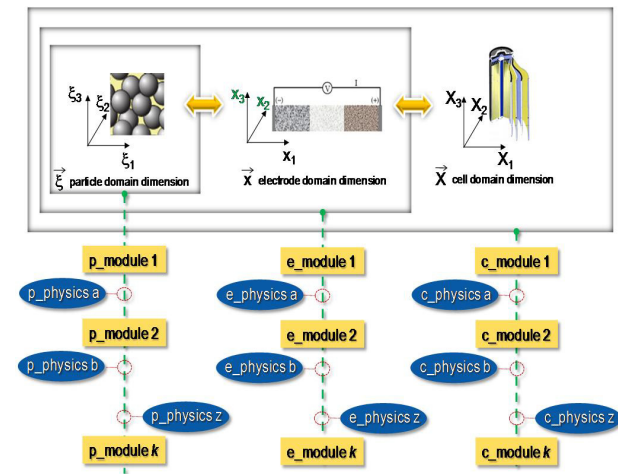 ξ3
ξ2
ξ1
x3
x2
x1
(-)
V
I
(+)
X3
X2
X1
ξ particle domain dimension
x electrode domain dimension
X cell domain dimension
p_module 1
e_module 1
c_module 1
p_physics a
e_physics a
c_physics a
p_module 2
e_module 2
c_module 2
p_physics b
e_physics b
c_physics b
p_physics z
e_physics z
c_physics z
p_module k
e_module k
c_module k